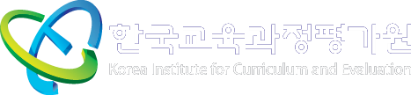 한국교육과정평가원
Korea Institute for Curriculum and Evaluation